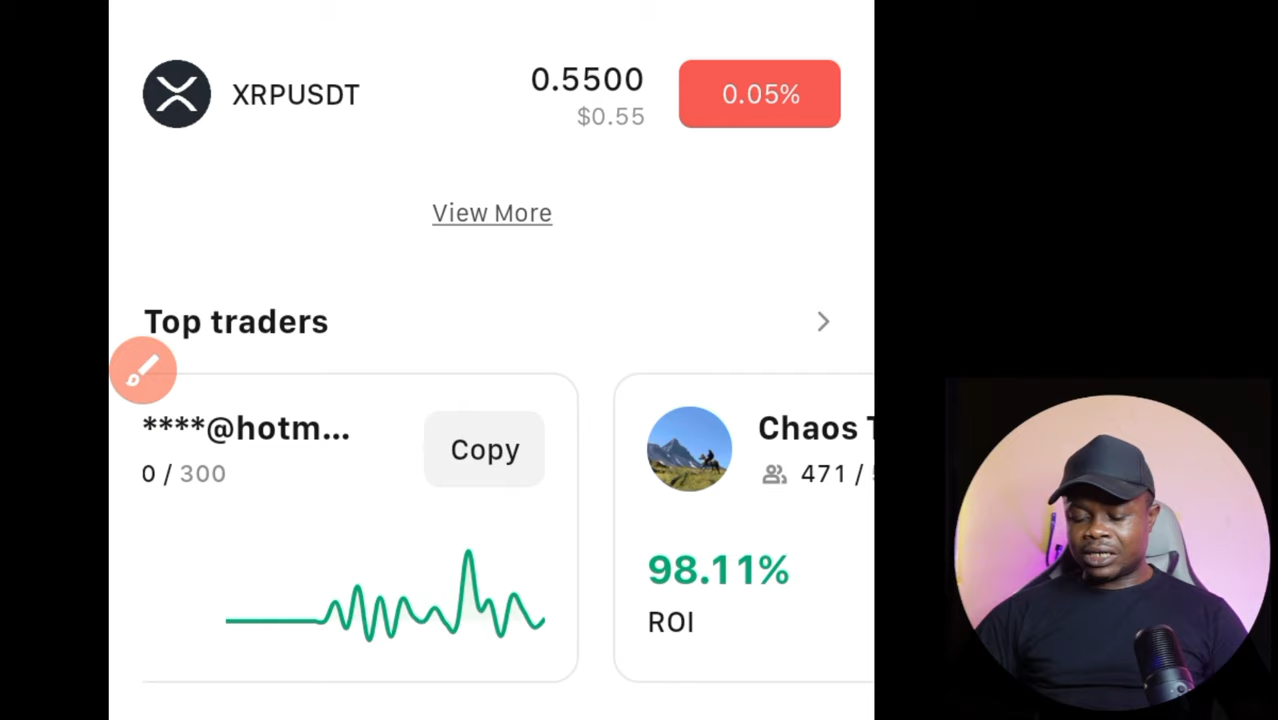 XRPUSDT
0.5500
$0.55
0.05%
View More
Top traders
****@hotm...
0 / 300
Copy
Chaos
471 /
98.11%
ROI